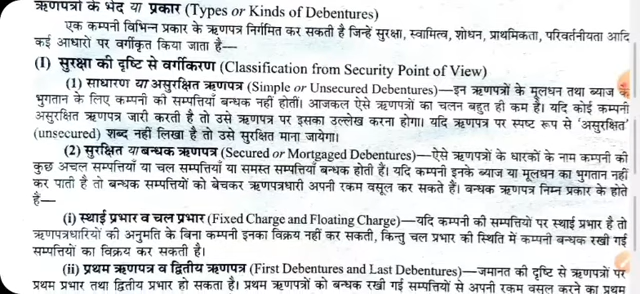 ऋणपत्रों के भेद या प्रकार (Types or Kinds of Debentures)
एक कम्पनी विभिन्न प्रकार के ऋणपत्र निर्गमित कर सकती है जिन्हें सुरक्षा, स्वामित्व, शोधन, प्राथमिकता, परिवर्तनीयता आदि
कई आधारों पर वर्गीकृत किया जाता है—
(I) सुरक्षा की दृष्टि से वर्गीकरण (Classification from Security Point of View)
(1) साधारण या असुरक्षित ऋणपत्र (Simple or Unsecured Debentures)—इन ऋणपत्रों के मूलधन तथा ब्याज के
भुगतान के लिए कम्पनी की सम्पत्तियाँ बन्धक नहीं होतीं। आजकल ऐसे ऋणपत्रों का चलन बहुत ही कम है। यदि कोई कम्पनी
असुरक्षित ऋणपत्र जारी करती है तो उसे ऋणपत्र पर इसका उल्लेख करना होगा। यदि ऋणपत्र पर स्पष्ट रूप से 'असुरक्षित'
(unsecured) शब्द नहीं लिखा है तो उसे सुरक्षित माना जायेगा।
(2) सुरक्षित या बन्धक ऋणपत्र (Secured or Mortgaged Debentures)—ऐसे ऋणपत्रों के धारकों के नाम कम्पनी की
कुछ अचल सम्पत्तियाँ या चल सम्पत्तियाँ या समस्त सम्पत्तियाँ बन्धक होती हैं। यदि कम्पनी इनके ब्याज या मूलधन का भुगतान नहीं
कर पाती है तो बन्धक सम्पत्तियों को बेचकर ऋणपत्रधारी अपनी रकम वसूल कर सकते हैं। बन्धक ऋणपत्र निम्न प्रकार के होते
हैं—
(i) स्थाई प्रभार व चल प्रभार (Fixed Charge and Floating Charge)—यदि कम्पनी की सम्पत्तियों पर स्थाई प्रभार है तो
ऋणपत्रधारियों की अनुमति के बिना कम्पनी इनका विक्रय नहीं कर सकती, किन्तु चल प्रभार की स्थिति में कम्पनी बन्धक रखी गई
सम्पत्तियों का विक्रय कर सकती है।
(ii) प्रथम ऋणपत्र व द्वितीय ऋणपत्र (First Debentures and Last Debentures)—जमानत की दृष्टि से ऋणपत्रों पर
प्रथम प्रभार तथा द्वितीय प्रभार हो सकता है। प्रथम ऋणपत्रों को बन्धक रखी गई सम्पत्तियों से अपनी रकम वसूल करने का प्रथम